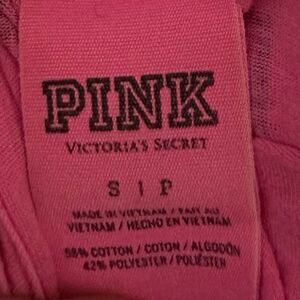 PINK
VICTORIA'S SECRET
S | P
MADE IN VIETNAM / FAIT AU
VIETNAM / HECHO EN VIETNAM
58% COTTON / COTON / ALGODÓN
42% POLYESTER / POLIÉSTER